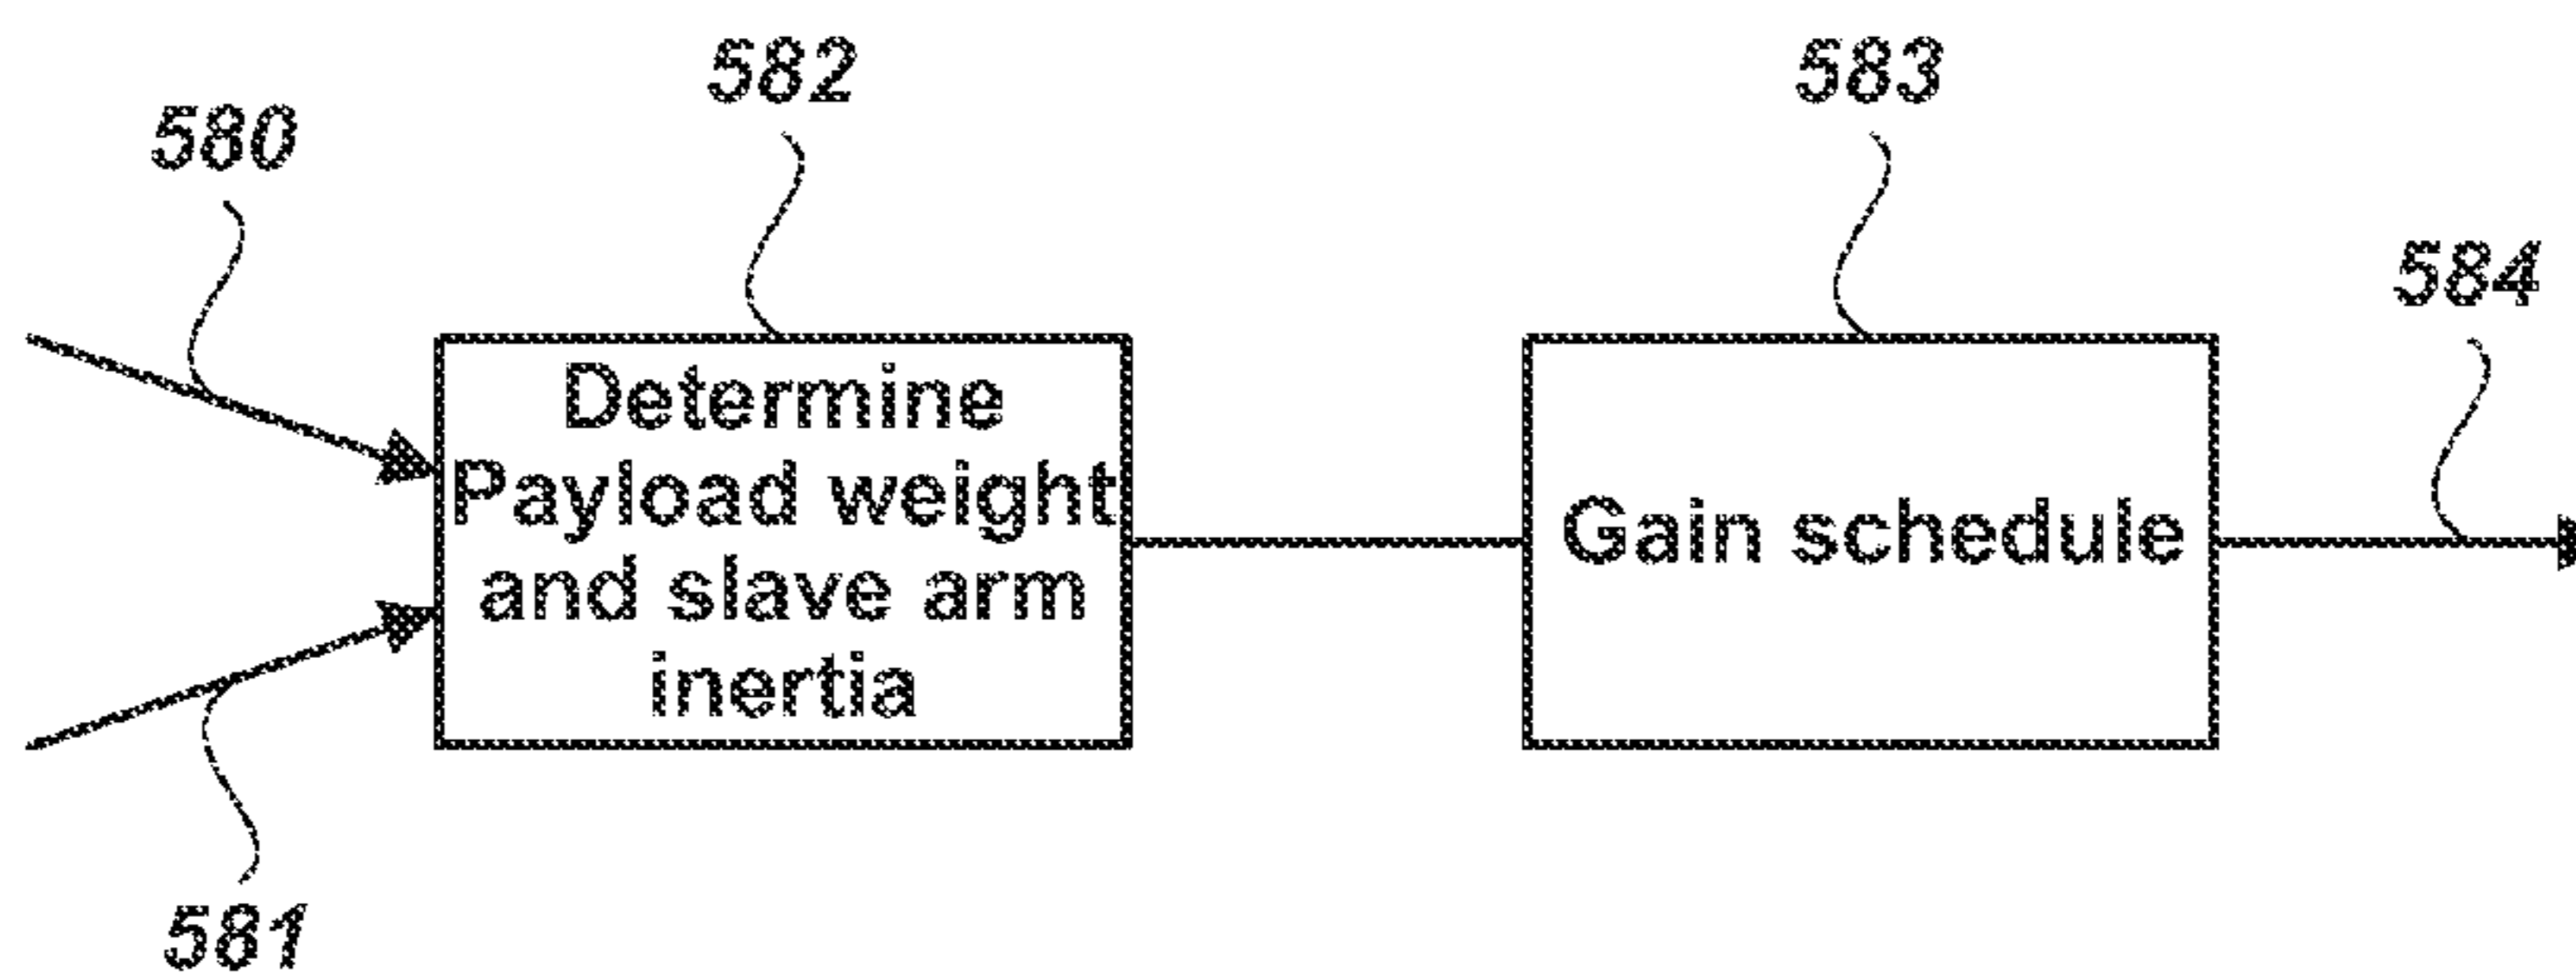 582
583
580
584
Determine
Payload weight
and slave arm
inertia
Gain schedule
581